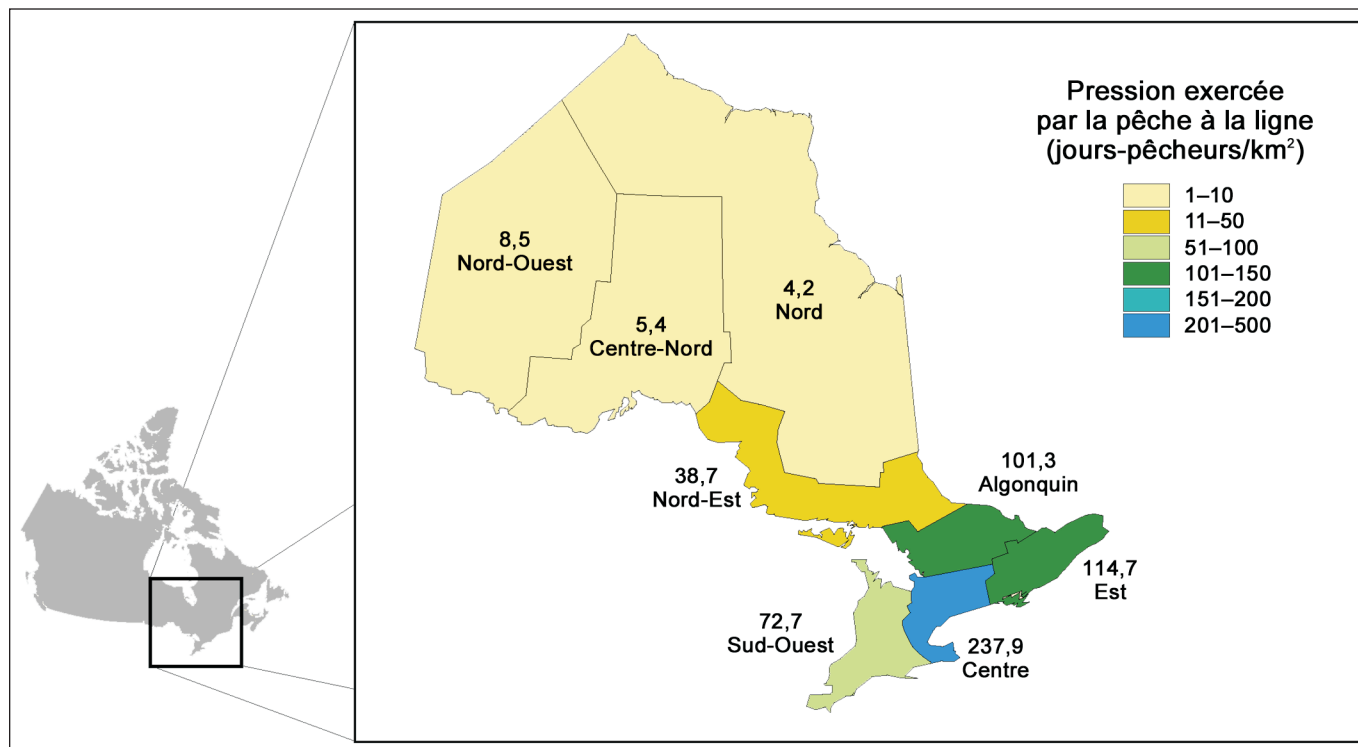 Pression exercée
par la pêche à la ligne
(jours-pêcheurs/km²)
1–10
11–50
51–100
101–150
151–200
201–500
8,5
Nord-Ouest
5,4
Centre-Nord
4,2
Nord
38,7
Nord-Est
101,3
Algonquin
114,7
Est
72,7
Sud-Ouest
237,9
Centre